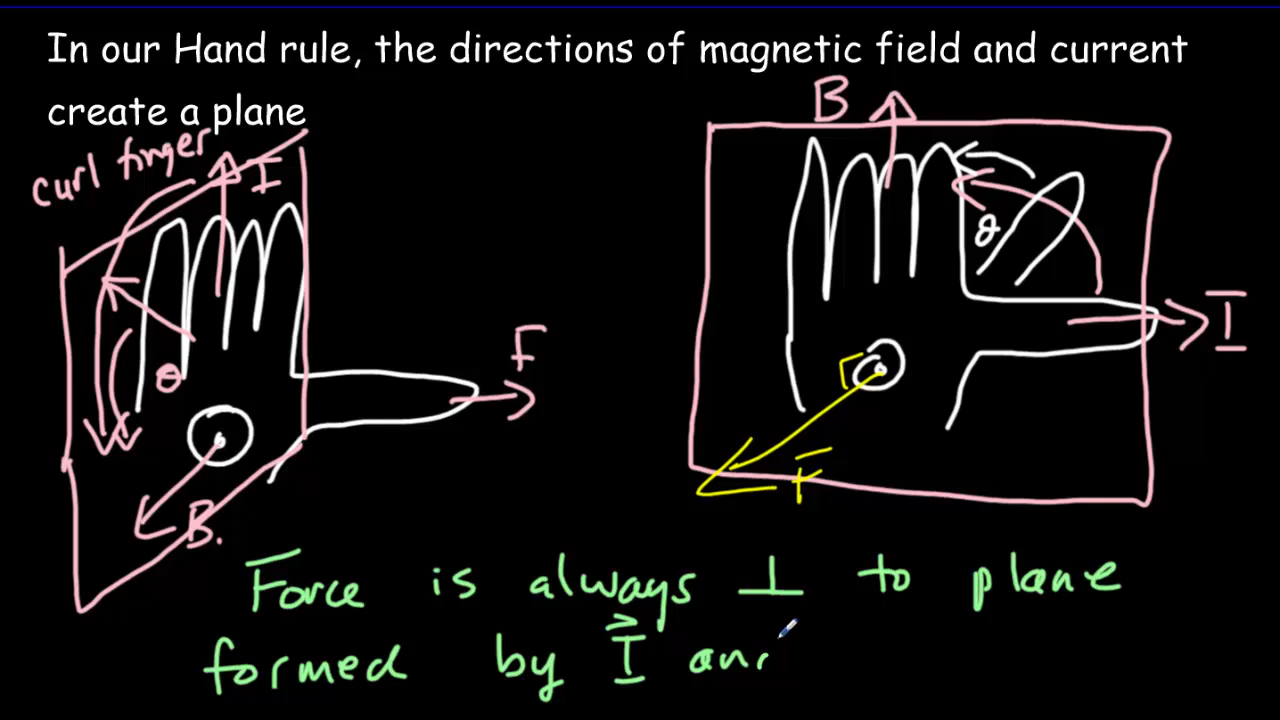 In our Hand rule, the directions of magnetic field and current
create a plane
curl finger
I
θ
F
B.
B
θ
I
F
Force is always ⊥ to plane
formed by I⃗ and